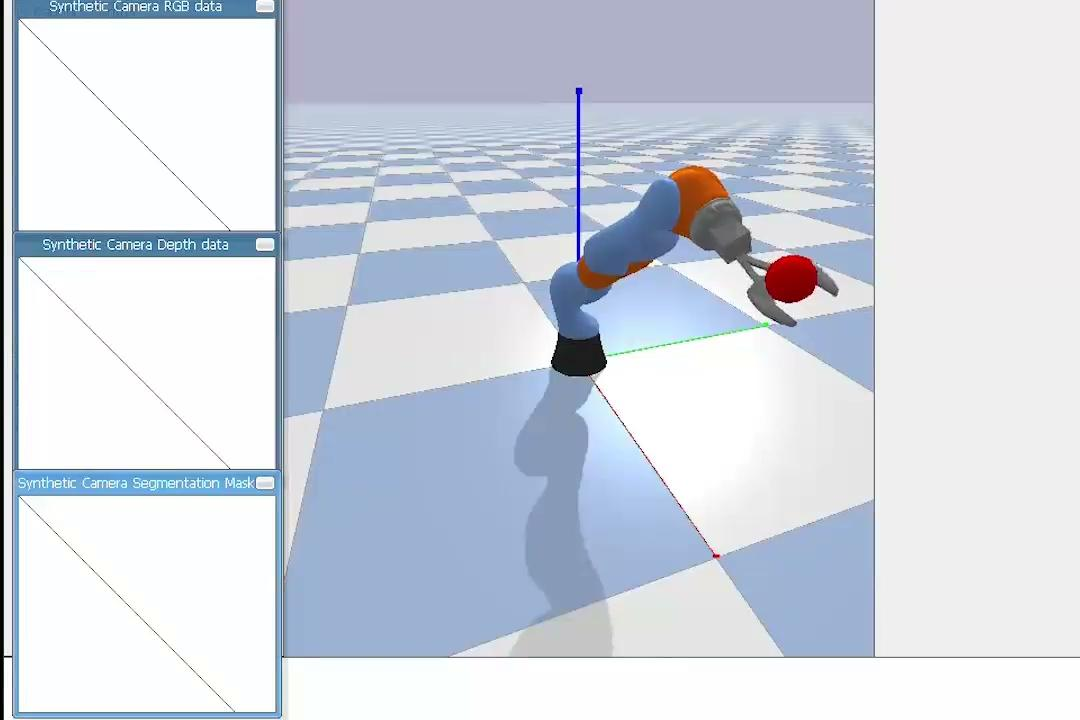 Synthetic Camera RGB data
Synthetic Camera Depth data
Synthetic Camera Segmentation Mask